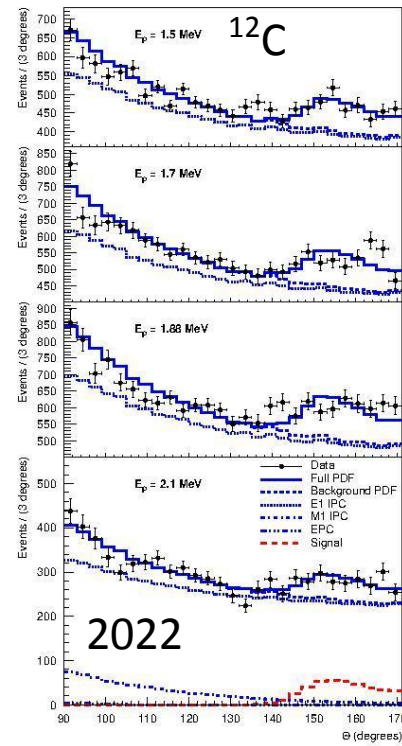 ¹²C
E_p = 1.5 MeV
Events / (3 degrees)
700
650
600
550
500
450
400
E_p = 1.7 MeV
Events / (3 degrees)
850
800
750
700
650
600
550
500
450
E_p = 1.88 MeV
Events / (3 degrees)
900
850
800
750
700
650
600
550
500
E_p = 2.1 MeV
Events / (3 degrees)
500
400
300
200
100
0
Data
Full PDF
Background PDF
E1 IPC
M1 IPC
EPC
Signal
2022
90 100 110 120 130 140 150 160 170
Θ (degrees)